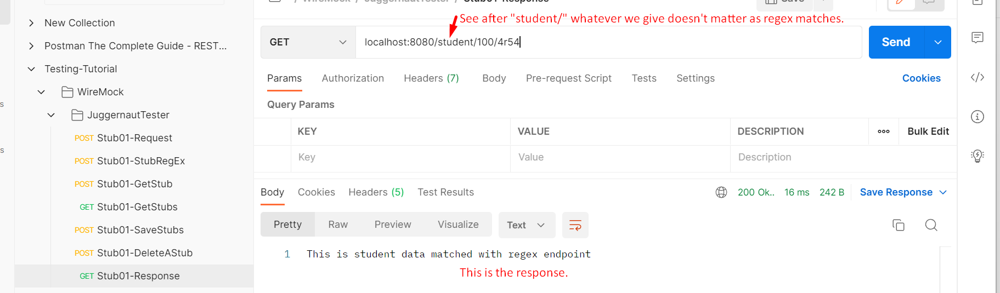 / WireMock / JuggernautTester / Stub01-Response
Save
New Collection
See after "student/" whatever we give doesn't matter as regex matches.
Postman The Complete Guide - REST...
GET
localhost:8080/student/100/4r54
Send
Testing-Tutorial
Params
Authorization
Headers (7)
Body
Pre-request Script
Tests
Settings
Cookies
WireMock
Query Params
JuggernautTester
KEY
VALUE
DESCRIPTION
Bulk Edit
POST Stub01-Request
Key
Value
Description
POST Stub01-StubRegEx
POST Stub01-GetStub
GET Stub01-GetStubs
POST Stub01-SaveStubs
POST Stub01-DeleteAStub
GET Stub01-Response
Body
Cookies
Headers (5)
Test Results
200 Ok..
16 ms
242 B
Save Response
Pretty
Raw
Preview
Visualize
Text
1 This is student data matched with regex endpoint
This is the response.
s
s